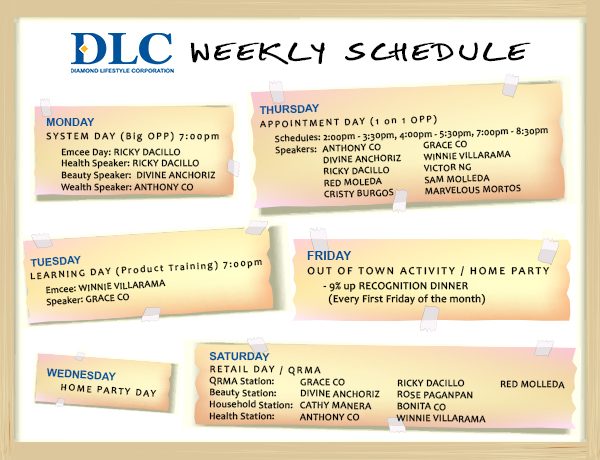 DLC WEEKLY SCHEDULE
DIAMOND LIFESTYLE CORPORATION
MONDAY
SYSTEM DAY (Big OPP) 7:00pm
Emcee Day: RICKY DACILLO
Health Speaker: RICKY DACILLO
Beauty Speaker: DIVINE ANCHORIZ
Wealth Speaker: ANTHONY CO
THURSDAY
APPOINTMENT DAY (1 on 1 OPP)
Schedules: 2:00pm - 3:30pm, 4:00pm - 5:30pm, 7:00pm - 8:30pm
Speakers: ANTHONY CO GRACE CO
DIVINE ANCHORIZ WINNIE VILLARAMA
RICKY DACILLO VICTOR NG
RED MOLEDA SAM MOLLEDA
CRISTY BURGOS MARVELOUS MORTOS
TUESDAY
LEARNING DAY (Product Training) 7:00pm
Emcee: WINNIE VILLARAMA
Speaker: GRACE CO
FRIDAY
OUT OF TOWN ACTIVITY / HOME PARTY
- 9% up RECOGNITION DINNER
(Every First Friday of the month)
WEDNESDAY
HOME PARTY DAY
SATURDAY
RETAIL DAY / QRMA
QRMA Station: GRACE CO RICKY DACILLO RED MOLLEDA
Beauty Station: DIVINE ANCHORIZ ROSE PAGANPAN
Household Station: CATHY MANERA BONITA CO
Health Station: ANTHONY CO WINNIE VILLARAMA